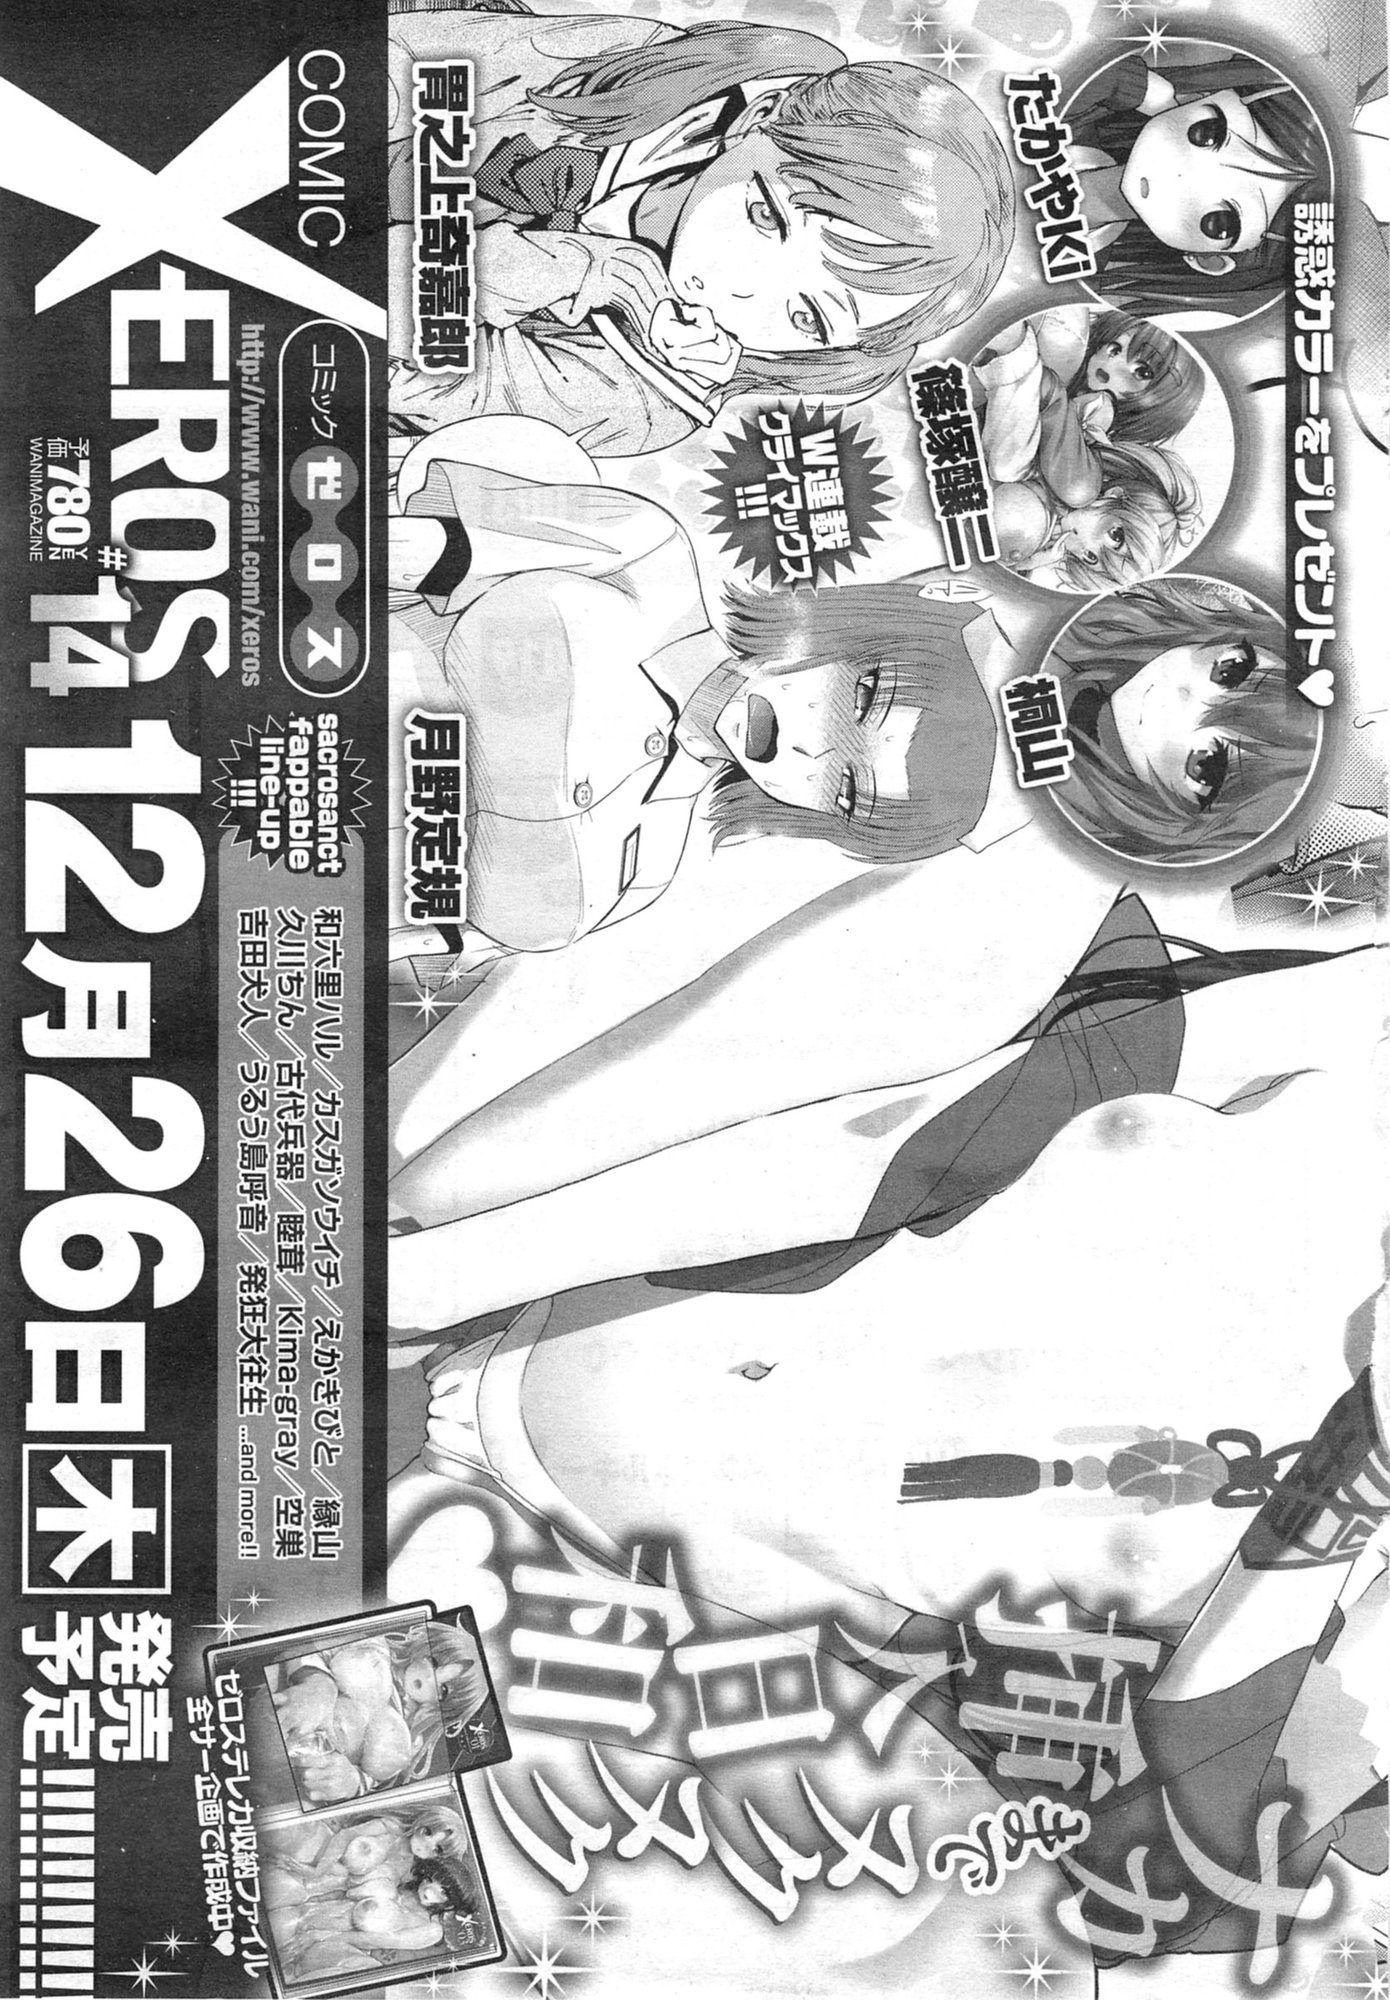 誘惑カラーをプレゼント♥
たかやKi
篠塚醸二
桐山
胃之上奇嘉郎
W連載
クライマックス
!!!
月野定規
COMIC
XEROS
コミック ゼロス
http://www.wani.com/xeros
#14
予価780YEN
WANIMAGAZINE
12月26日木
発売
予定!!!!!!!!
sacrosanct
fappable
line-up
!!!
和六里ハル/カスガソウイチ/えかきびと/緑山
久川ちん/古代兵器/睦茸/Kima-gray/空巣
吉田犬人/うるう島呼音/発狂大往生 ...and more!!
ゼロステレカ収納ファイル
全サー企画で作成中♥